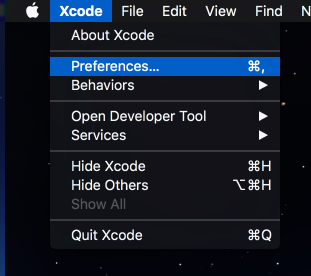 Xcode File Edit View Find
About Xcode
Preferences... ⌘,
Behaviors ▶
Open Developer Tool ▶
Services ▶
Hide Xcode ⌘H
Hide Others ⌥⌘H
Show All
Quit Xcode ⌘Q